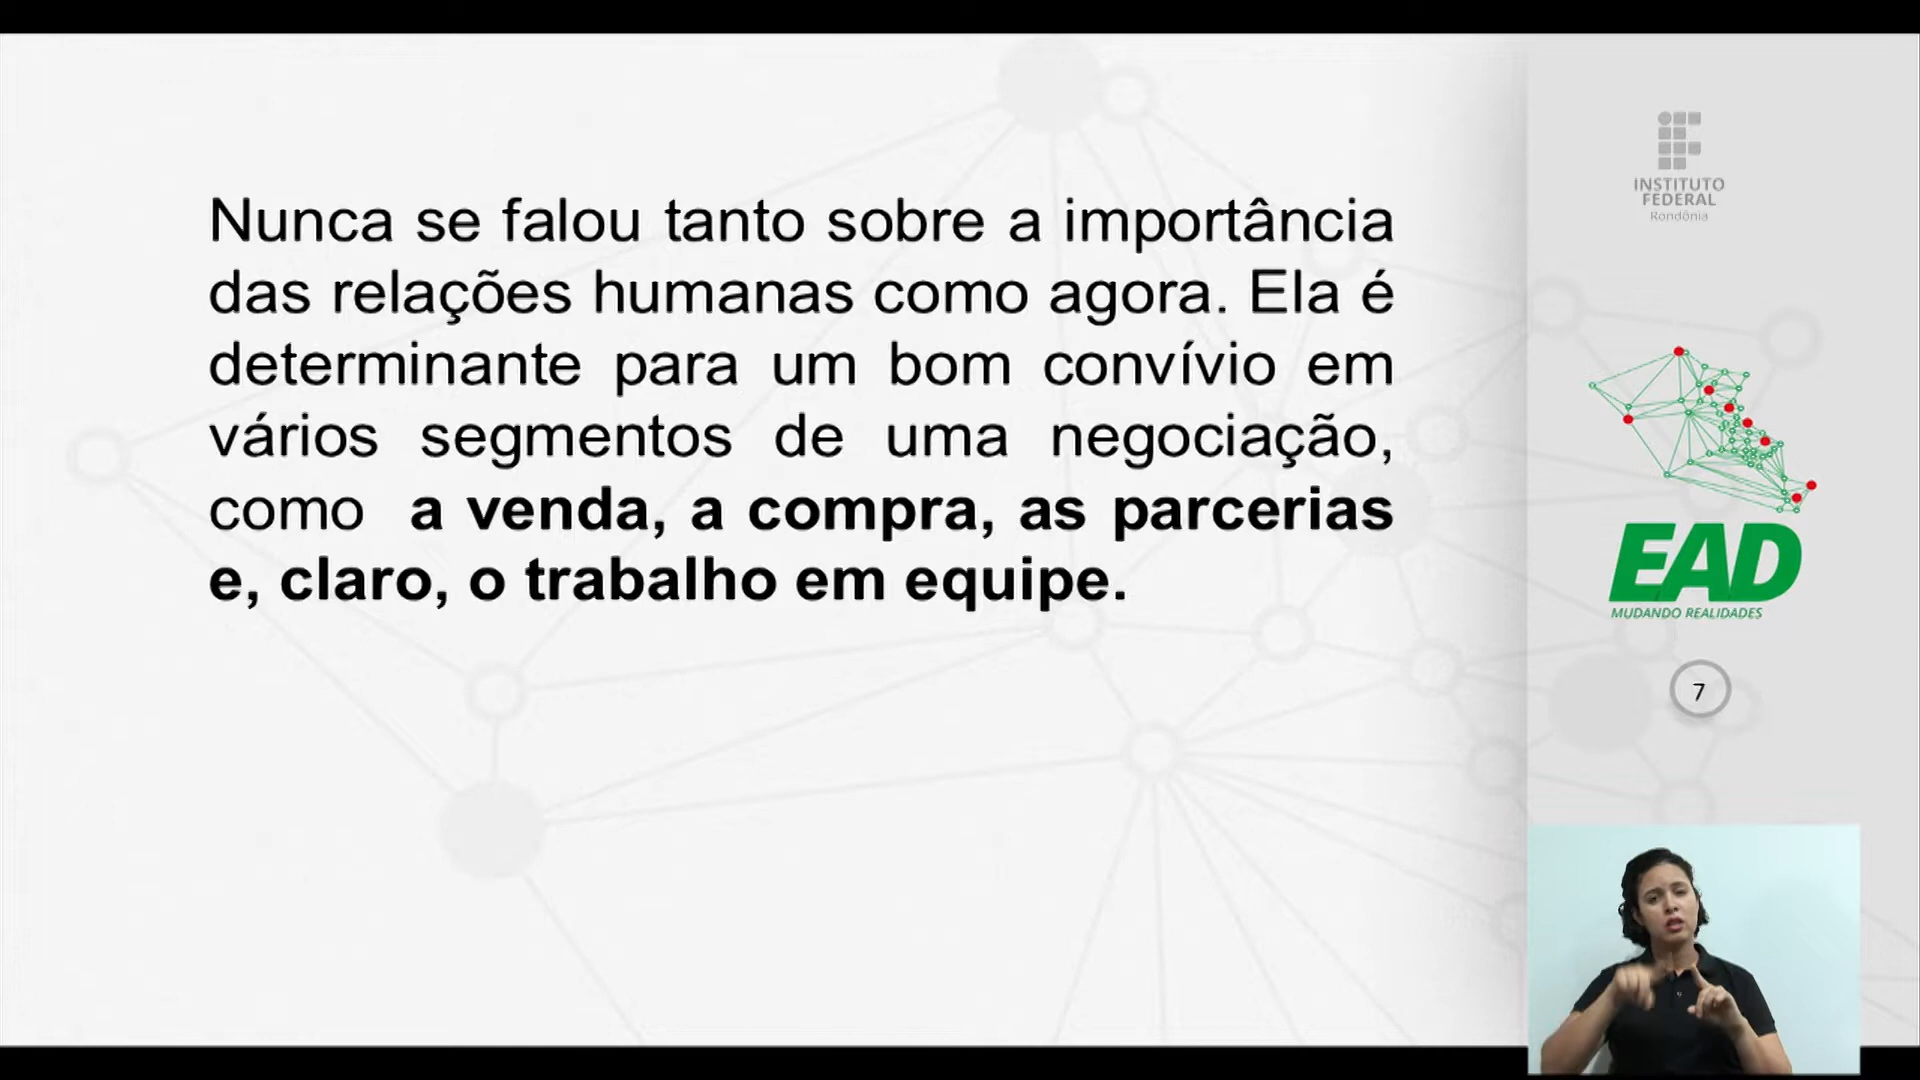 Nunca se falou tanto sobre a importância
das relações humanas como agora. Ela é
determinante para um bom convívio em
vários segmentos de uma negociação,
como a venda, a compra, as parcerias
e, claro, o trabalho em equipe.
INSTITUTO
FEDERAL
Rondônia
EAD
MUDANDO REALIDADES
7